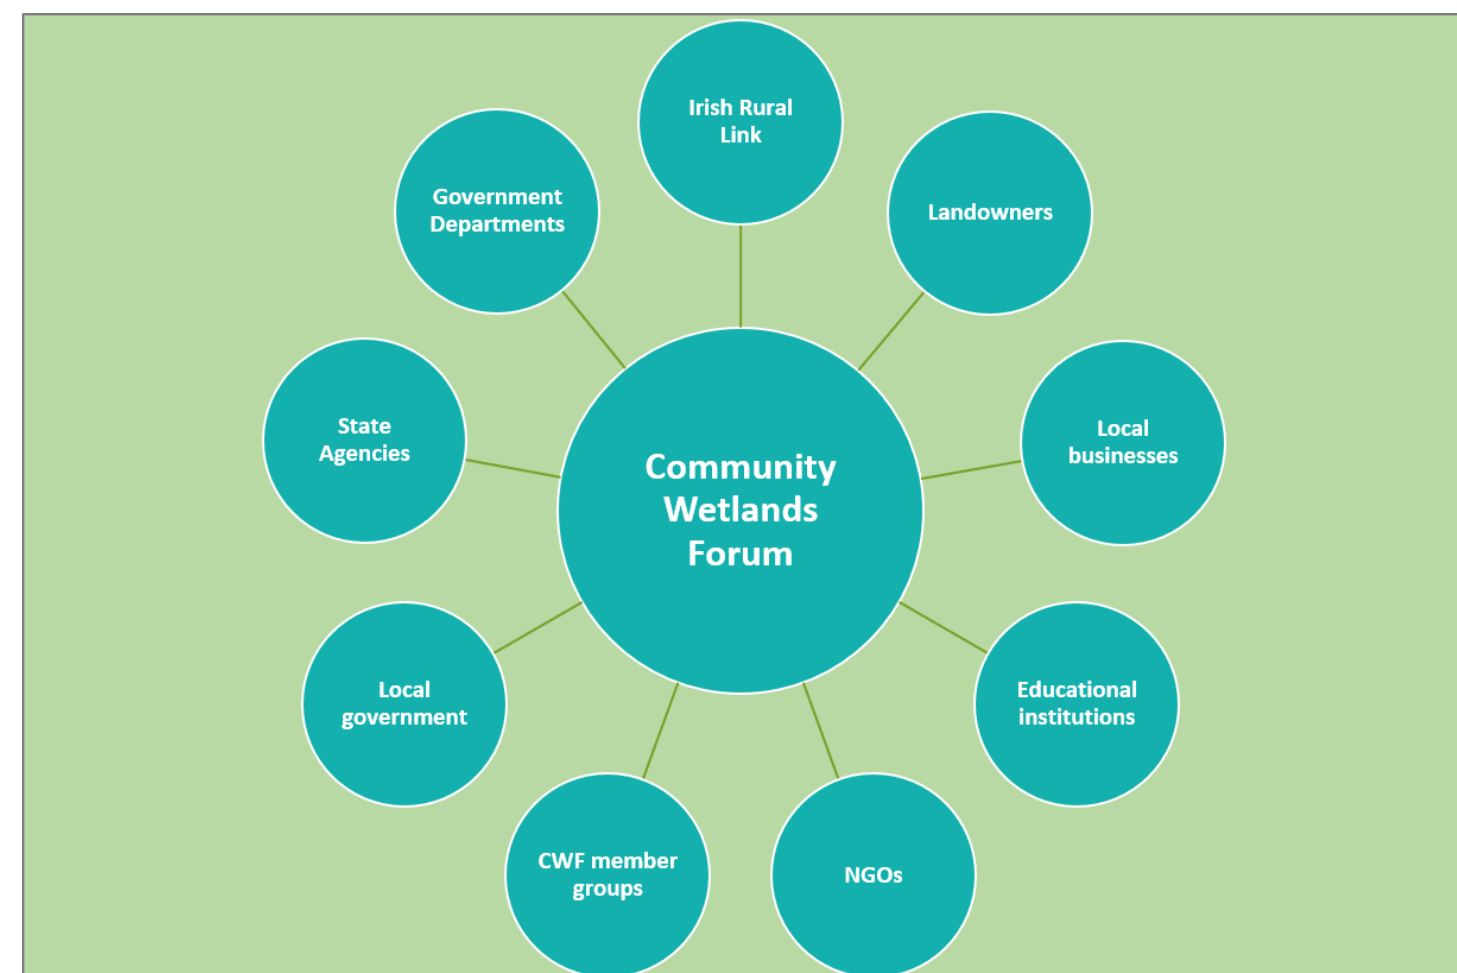 Irish Rural
Link
Government
Departments
Landowners
State
Agencies
Local
businesses
Community
Wetlands
Forum
Local
government
Educational
institutions
CWF member
groups
NGOs